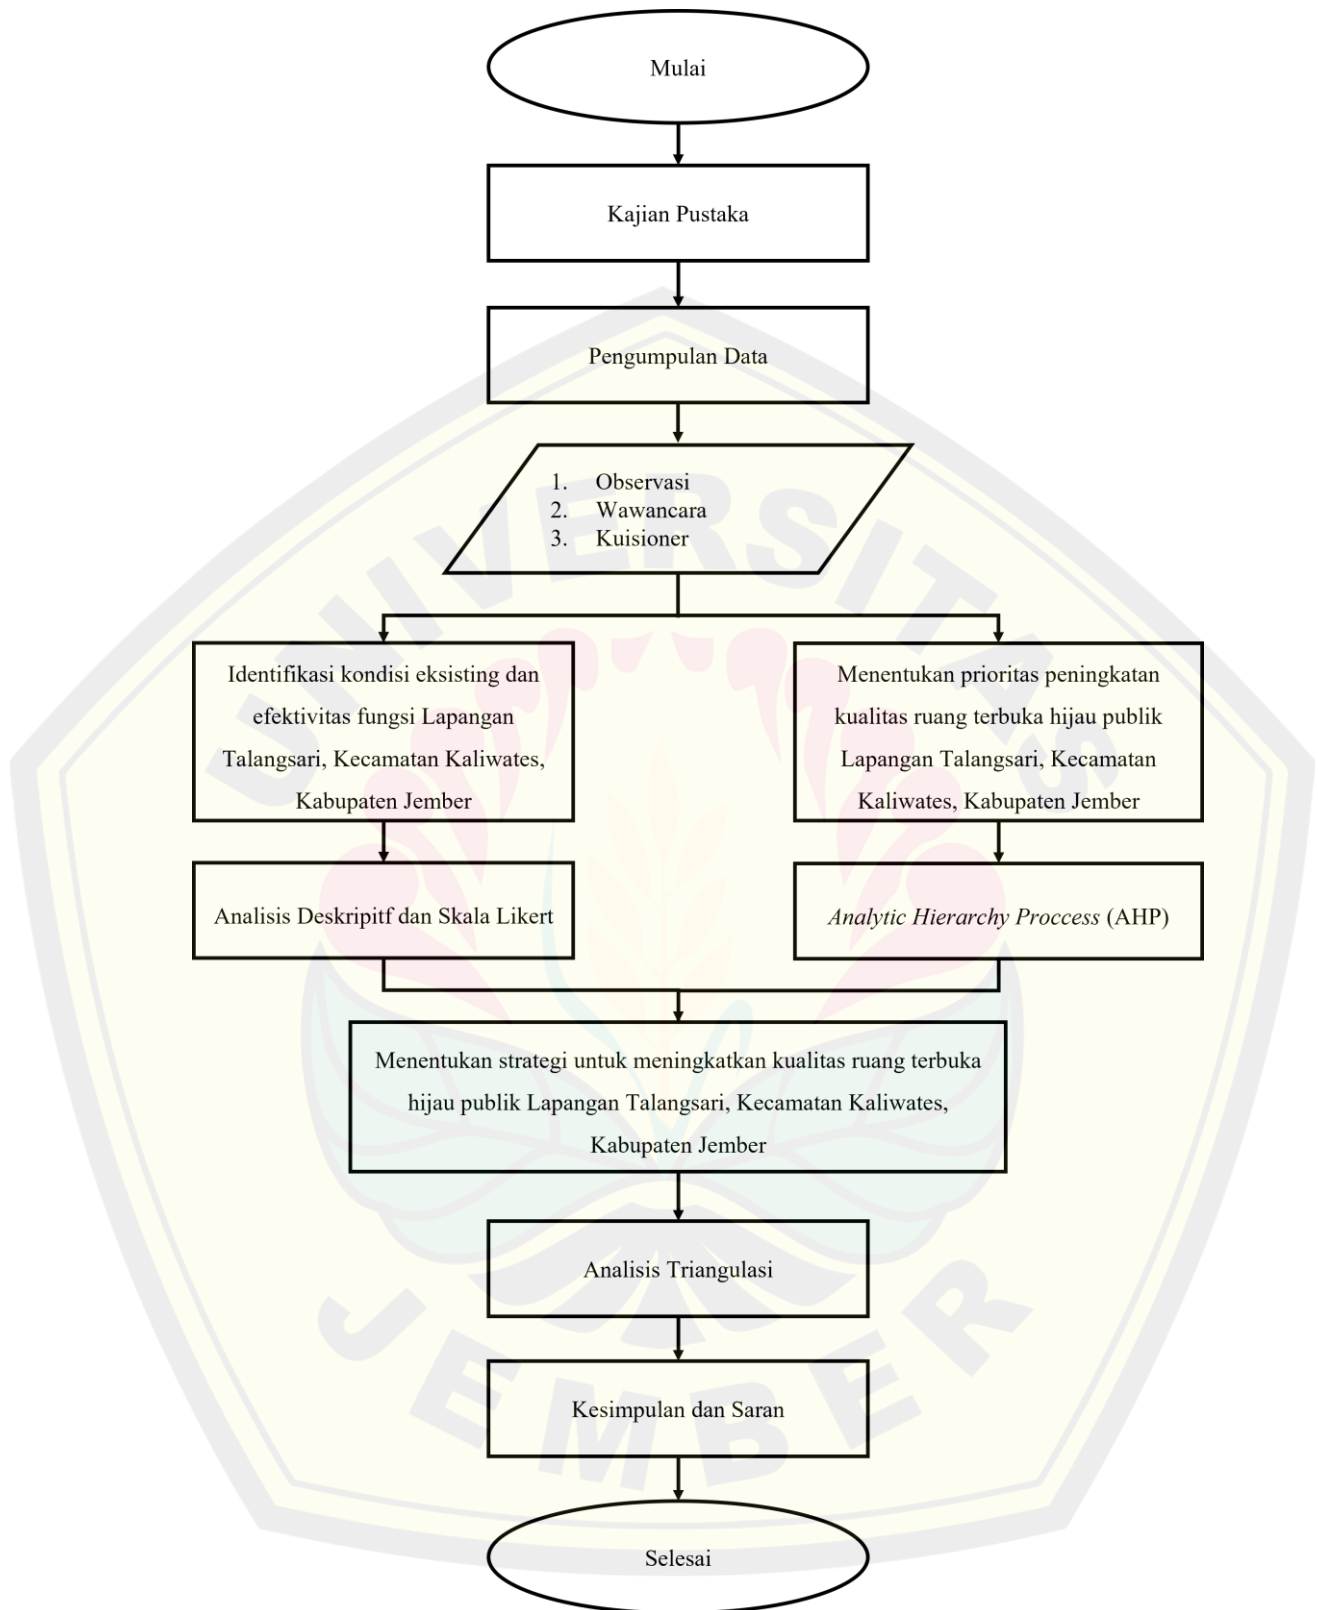 Mulai
Kajian Pustaka
Pengumpulan Data
1. Observasi
2. Wawancara
3. Kuisioner
Identifikasi kondisi eksisting dan
efektivitas fungsi Lapangan
Talangsari, Kecamatan Kaliwates,
Kabupaten Jember
Menentukan prioritas peningkatan
kualitas ruang terbuka hijau publik
Lapangan Talangsari, Kecamatan
Kaliwates, Kabupaten Jember
Analisis Deskripitf dan Skala Likert
Analytic Hierarchy Proccess (AHP)
Menentukan strategi untuk meningkatkan kualitas ruang terbuka
hijau publik Lapangan Talangsari, Kecamatan Kaliwates,
Kabupaten Jember
Analisis Triangulasi
Kesimpulan dan Saran
Selesai
UNIVERSITAS
JEMBER